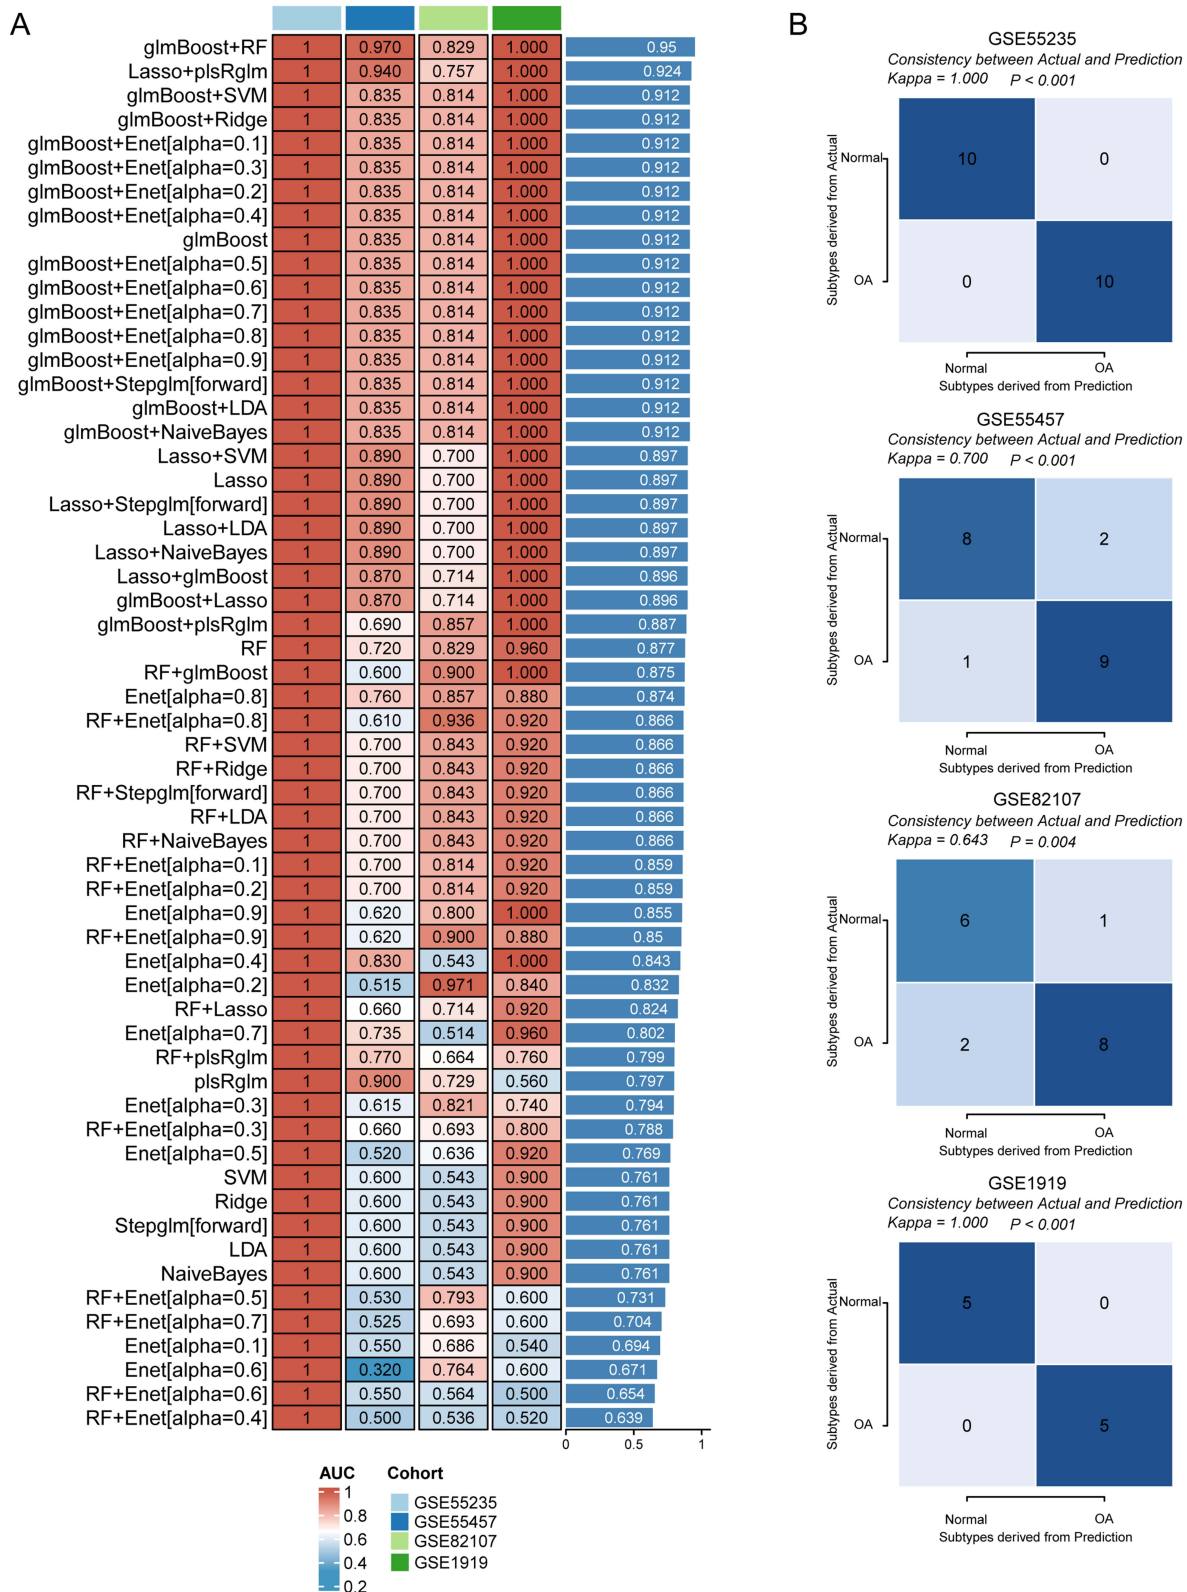 A
glmBoost+RF 1 0.970 0.829 1.000 0.95
Lasso+plsRglm 1 0.940 0.757 1.000 0.924
glmBoost+SVM 1 0.835 0.814 1.000 0.912
glmBoost+Ridge 1 0.835 0.814 1.000 0.912
glmBoost+Enet[alpha=0.1] 1 0.835 0.814 1.000 0.912
glmBoost+Enet[alpha=0.3] 1 0.835 0.814 1.000 0.912
glmBoost+Enet[alpha=0.2] 1 0.835 0.814 1.000 0.912
glmBoost+Enet[alpha=0.4] 1 0.835 0.814 1.000 0.912
glmBoost 1 0.835 0.814 1.000 0.912
glmBoost+Enet[alpha=0.5] 1 0.835 0.814 1.000 0.912
glmBoost+Enet[alpha=0.6] 1 0.835 0.814 1.000 0.912
glmBoost+Enet[alpha=0.7] 1 0.835 0.814 1.000 0.912
glmBoost+Enet[alpha=0.8] 1 0.835 0.814 1.000 0.912
glmBoost+Enet[alpha=0.9] 1 0.835 0.814 1.000 0.912
glmBoost+Stepglm[forward] 1 0.835 0.814 1.000 0.912
glmBoost+LDA 1 0.835 0.814 1.000 0.912
glmBoost+NaiveBayes 1 0.835 0.814 1.000 0.912
Lasso+SVM 1 0.890 0.700 1.000 0.897
Lasso 1 0.890 0.700 1.000 0.897
Lasso+Stepglm[forward] 1 0.890 0.700 1.000 0.897
Lasso+LDA 1 0.890 0.700 1.000 0.897
Lasso+NaiveBayes 1 0.890 0.700 1.000 0.897
Lasso+glmBoost 1 0.870 0.714 1.000 0.896
glmBoost+Lasso 1 0.870 0.714 1.000 0.896
glmBoost+plsRglm 1 0.690 0.857 1.000 0.887
RF 1 0.720 0.829 0.960 0.877
RF+glmBoost 1 0.600 0.900 1.000 0.875
Enet[alpha=0.8] 1 0.760 0.857 0.880 0.874
RF+Enet[alpha=0.8] 1 0.610 0.936 0.920 0.866
RF+SVM 1 0.700 0.843 0.920 0.866
RF+Ridge 1 0.700 0.843 0.920 0.866
RF+Stepglm[forward] 1 0.700 0.843 0.920 0.866
RF+LDA 1 0.700 0.843 0.920 0.866
RF+NaiveBayes 1 0.700 0.843 0.920 0.866
RF+Enet[alpha=0.1] 1 0.700 0.814 0.920 0.859
RF+Enet[alpha=0.2] 1 0.700 0.814 0.920 0.859
Enet[alpha=0.9] 1 0.620 0.800 1.000 0.855
RF+Enet[alpha=0.9] 1 0.620 0.900 0.880 0.85
Enet[alpha=0.4] 1 0.830 0.543 1.000 0.843
Enet[alpha=0.2] 1 0.515 0.971 0.840 0.832
RF+Lasso 1 0.660 0.714 0.920 0.824
Enet[alpha=0.7] 1 0.735 0.514 0.960 0.802
RF+plsRglm 1 0.770 0.664 0.760 0.799
plsRglm 1 0.900 0.729 0.560 0.797
Enet[alpha=0.3] 1 0.615 0.821 0.740 0.794
RF+Enet[alpha=0.3] 1 0.660 0.693 0.800 0.788
Enet[alpha=0.5] 1 0.520 0.636 0.920 0.769
SVM 1 0.600 0.543 0.900 0.761
Ridge 1 0.600 0.543 0.900 0.761
Stepglm[forward] 1 0.600 0.543 0.900 0.761
LDA 1 0.600 0.543 0.900 0.761
NaiveBayes 1 0.600 0.543 0.900 0.761
RF+Enet[alpha=0.5] 1 0.530 0.793 0.600 0.731
RF+Enet[alpha=0.7] 1 0.525 0.693 0.600 0.704
Enet[alpha=0.1] 1 0.550 0.686 0.540 0.694
Enet[alpha=0.6] 1 0.320 0.764 0.600 0.671
RF+Enet[alpha=0.6] 1 0.550 0.564 0.500 0.654
RF+Enet[alpha=0.4] 1 0.500 0.536 0.520 0.639
0 0.5 1
AUC
1
0.8
0.6
0.4
0.2
Cohort
GSE55235
GSE55457
GSE82107
GSE1919
B
GSE55235
Consistency between Actual and Prediction
Kappa = 1.000 P < 0.001
Subtypes derived from Actual
Normal 10 0
OA 0 10
Normal OA
Subtypes derived from Prediction
GSE55457
Consistency between Actual and Prediction
Kappa = 0.700 P < 0.001
Subtypes derived from Actual
Normal 8 2
OA 1 9
Normal OA
Subtypes derived from Prediction
GSE82107
Consistency between Actual and Prediction
Kappa = 0.643 P = 0.004
Subtypes derived from Actual
Normal 6 1
OA 2 8
Normal OA
Subtypes derived from Prediction
GSE1919
Consistency between Actual and Prediction
Kappa = 1.000 P < 0.001
Subtypes derived from Actual
Normal 5 0
OA 0 5
Normal OA
Subtypes derived from Prediction